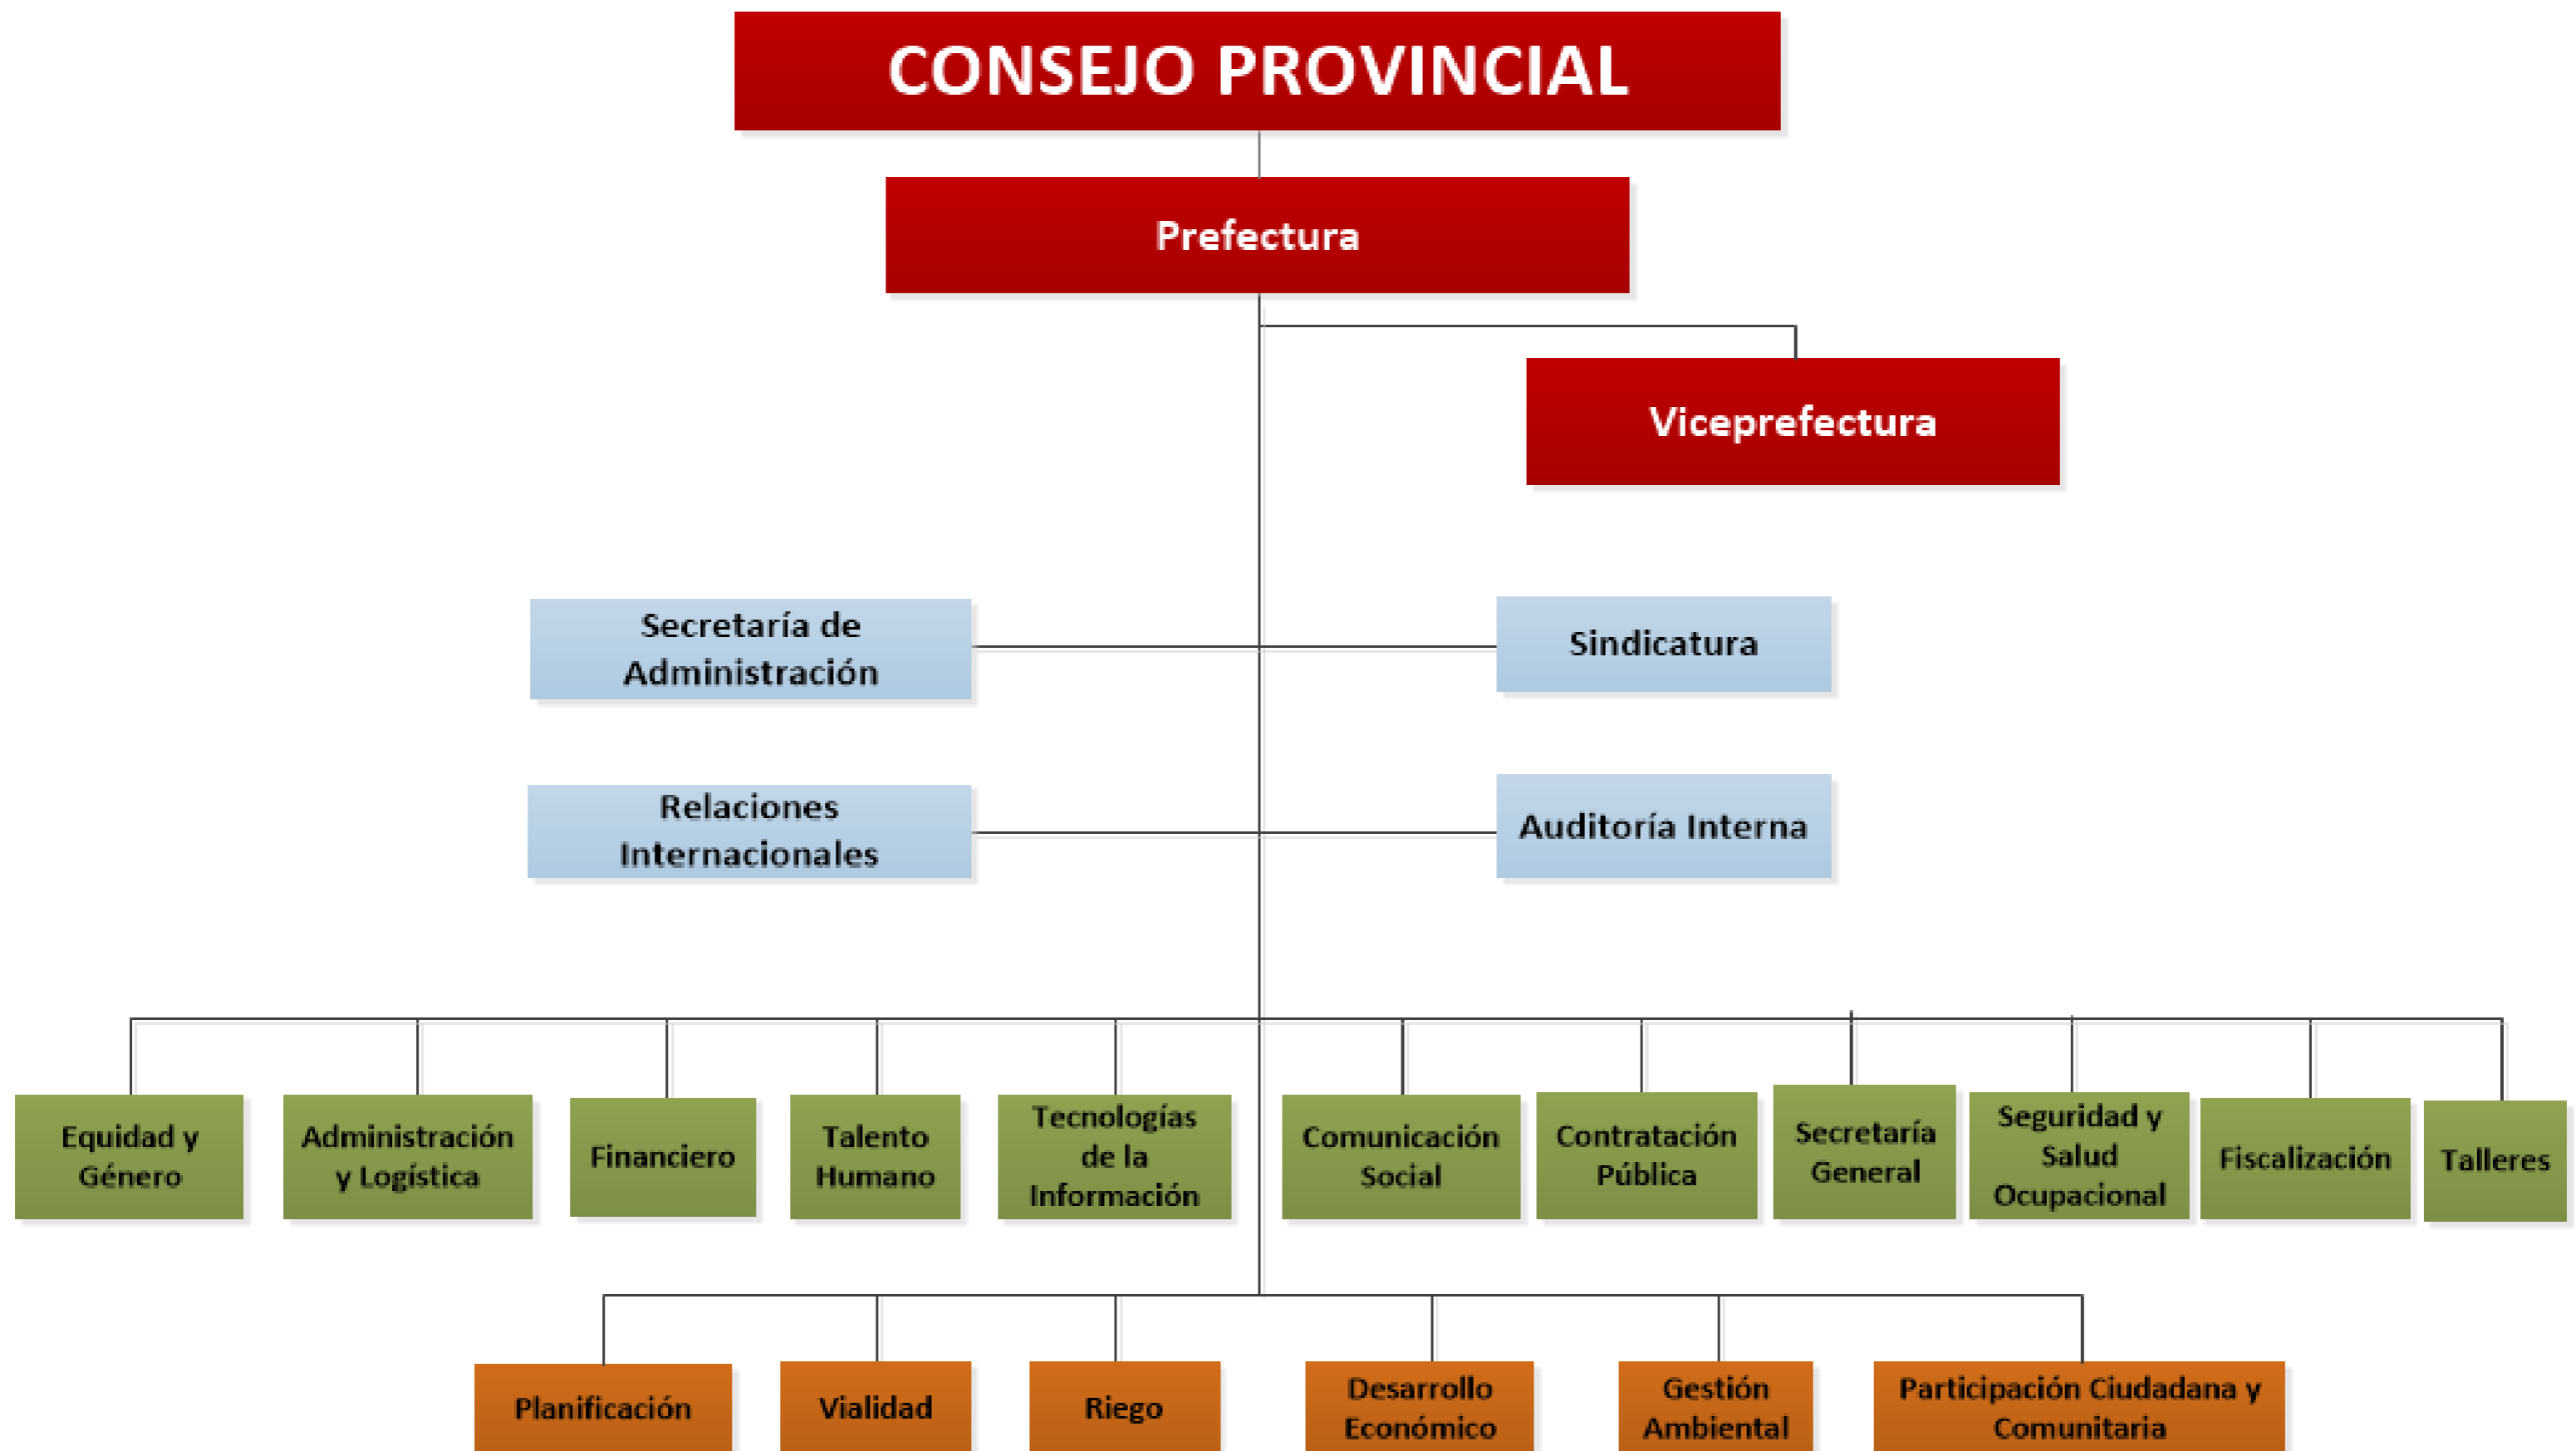 CONSEJO PROVINCIAL
Prefectura
Viceprefectura
Secretaría de
Administración
Sindicatura
Relaciones
Internacionales
Auditoría Interna
Equidad y
Género
Administración
y Logística
Financiero
Talento
Humano
Tecnologías
de la
Información
Comunicación
Social
Contratación
Pública
Secretaría
General
Seguridad y
Salud
Ocupacional
Fiscalización
Talleres
Planificación
Vialidad
Riego
Desarrollo
Económico
Gestión
Ambiental
Participación Ciudadana y
Comunitaria